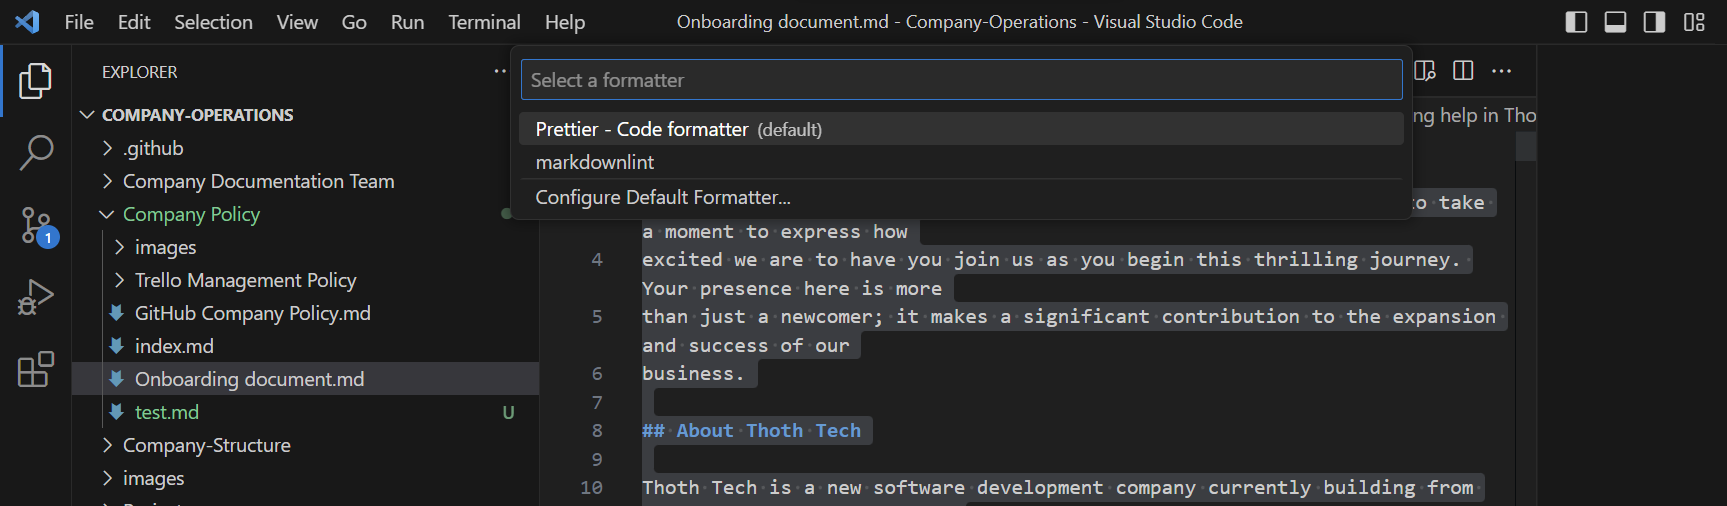 File Edit Selection View Go Run Terminal Help
Onboarding document.md - Company-Operations - Visual Studio Code
EXPLORER
COMPANY-OPERATIONS
.github
Company Documentation Team
Company Policy
images
Trello Management Policy
GitHub Company Policy.md
index.md
Onboarding document.md
test.md U
Company-Structure
images
1
Select a formatter
Prettier - Code formatter (default)
markdownlint
Configure Default Formatter...
ng help in Tho
to take
a moment to express how
4 excited we are to have you join us as you begin this thrilling journey.
Your presence here is more
5 than just a newcomer; it makes a significant contribution to the expansion
and success of our
6 business.
7
8 ## About Thoth Tech
9
10 Thoth Tech is a new software development company currently building from